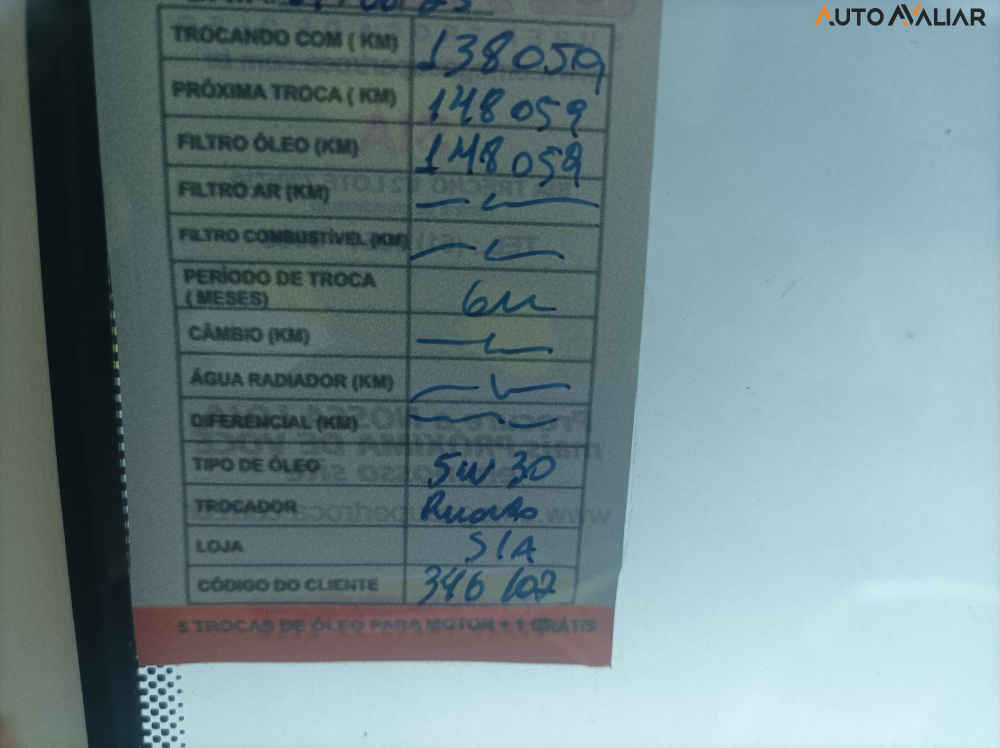 AUTO AVALIAR
TROCANDO COM ( KM) 138059
PRÓXIMA TROCA ( KM) 148059
FILTRO ÓLEO (KM) 148059
FILTRO AR (KM)
FILTRO COMBUSTÍVEL (KM)
PERÍODO DE TROCA
( MESES) 6M
CÂMBIO (KM)
ÁGUA RADIADOR (KM)
DIFERENCIAL (KM)
TIPO DE ÓLEO 5W30
TROCADOR
LOJA SIA
CÓDIGO DO CLIENTE 346102
5 TROCAS DE ÓLEO PARA MOTOR + 1 GRÁTIS